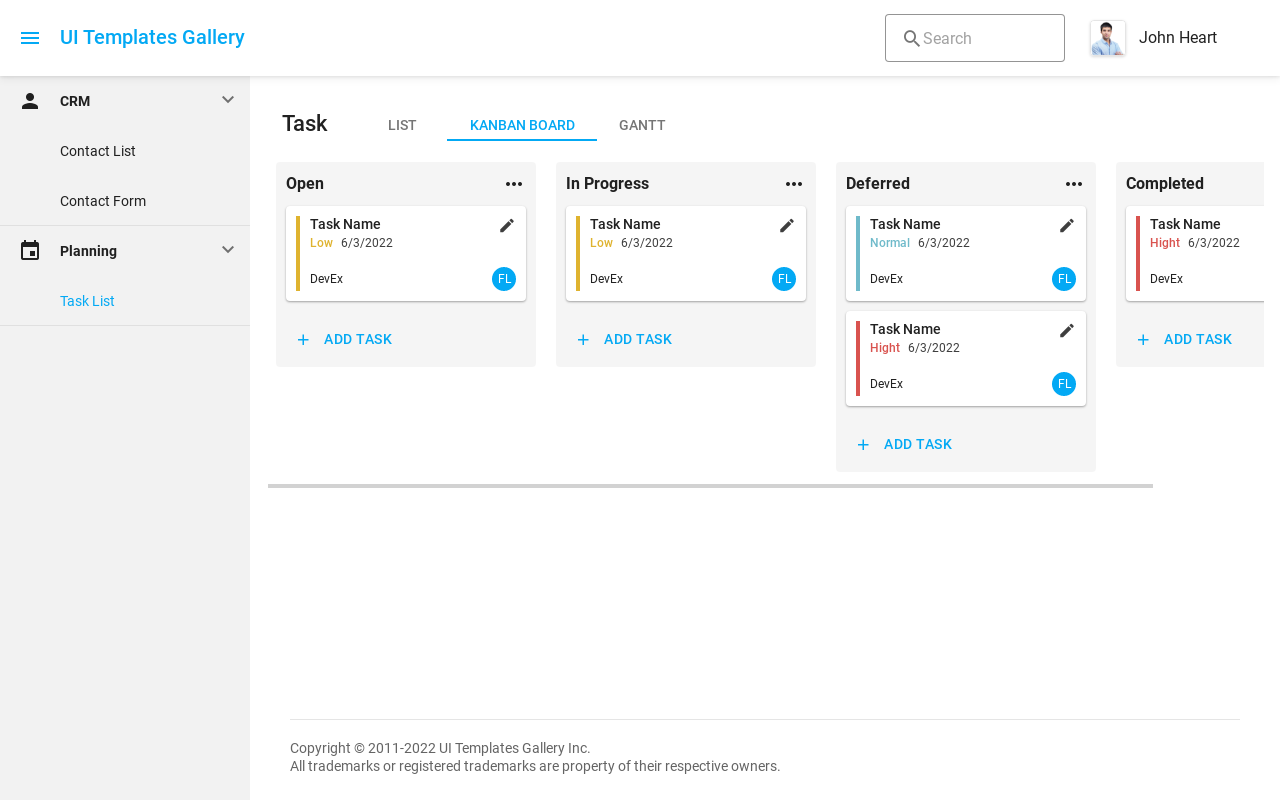 UI Templates Gallery
Search
John Heart
CRM
Contact List
Contact Form
Planning
Task List
Task
LIST
KANBAN BOARD
GANTT
Open
Task Name
Low 6/3/2022
DevEx
FL
ADD TASK
In Progress
Task Name
Low 6/3/2022
DevEx
FL
ADD TASK
Deferred
Task Name
Normal 6/3/2022
DevEx
FL
Task Name
Hight 6/3/2022
DevEx
FL
ADD TASK
Completed
Task Name
Hight 6/3/2022
DevEx
ADD TASK
Copyright © 2011-2022 UI Templates Gallery Inc.
All trademarks or registered trademarks are property of their respective owners.